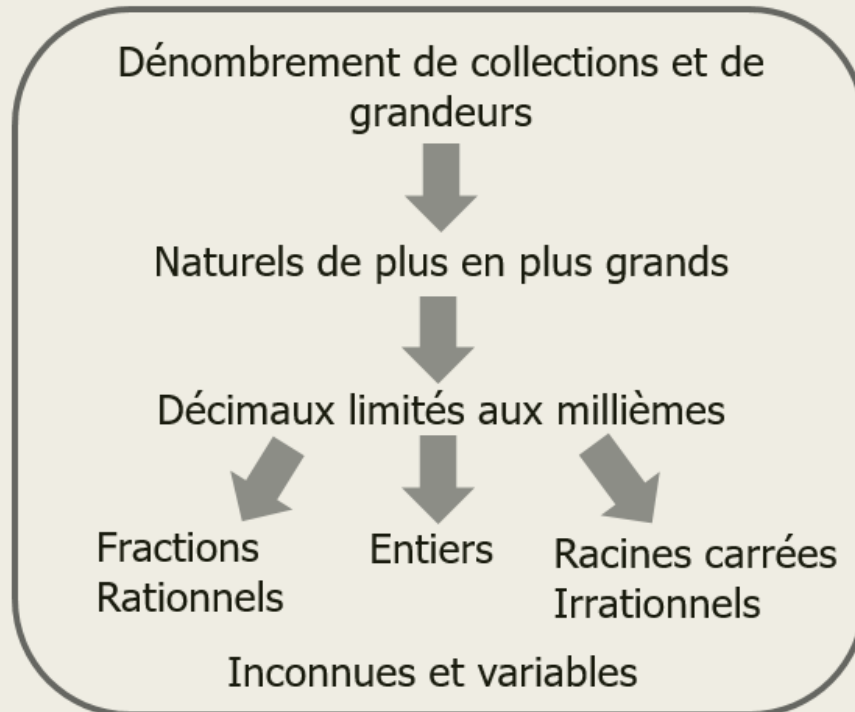 Dénombrement de collections et de
grandeurs
Naturels de plus en plus grands
Décimaux limités aux millièmes
Fractions
Rationnels
Entiers
Racines carrées
Irrationnels
Inconnues et variables